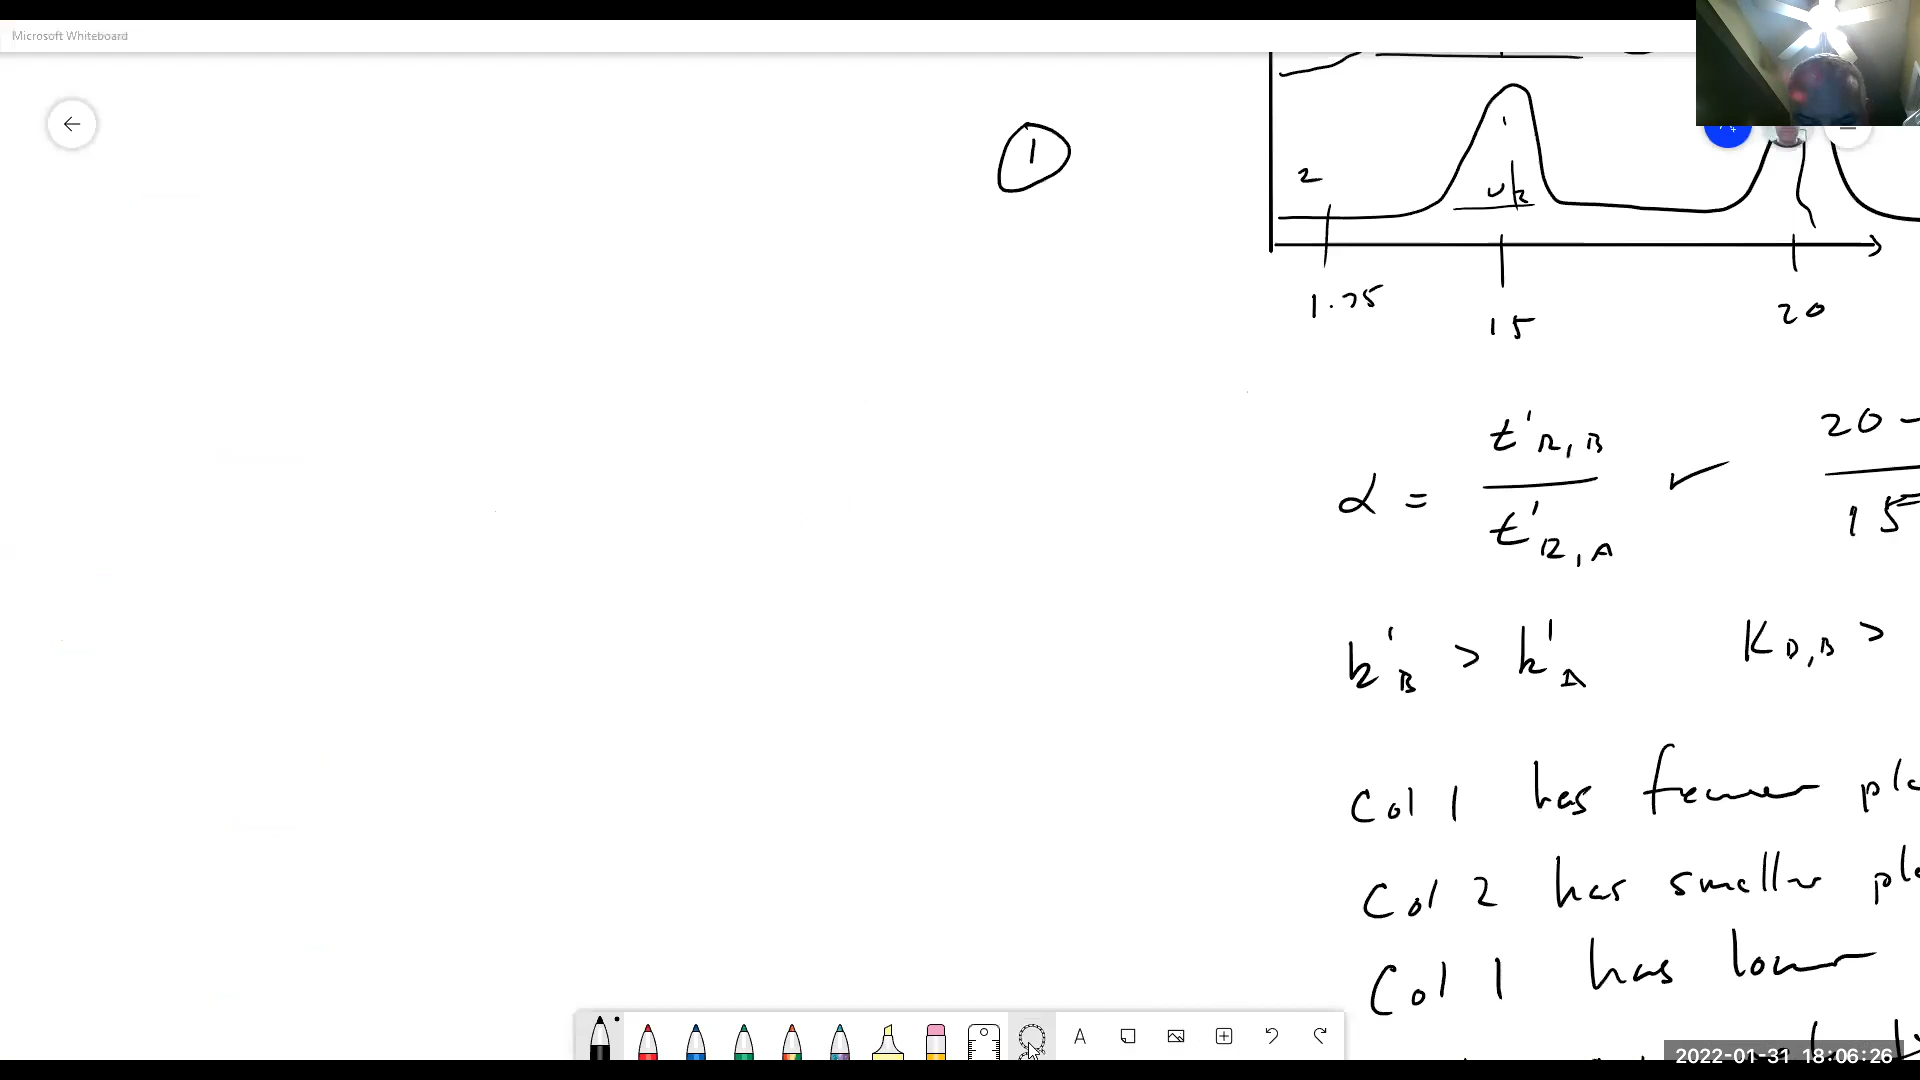 Microsoft Whiteboard
1
2
1.75
15
20
α = t'R,B / t'R,A ✓ 20 -
15
k'B > k'A KD,B >
Col 1 has fewer
Col 2 has smaller
Col 1 has lower
A
2022-01-31 18:06:26